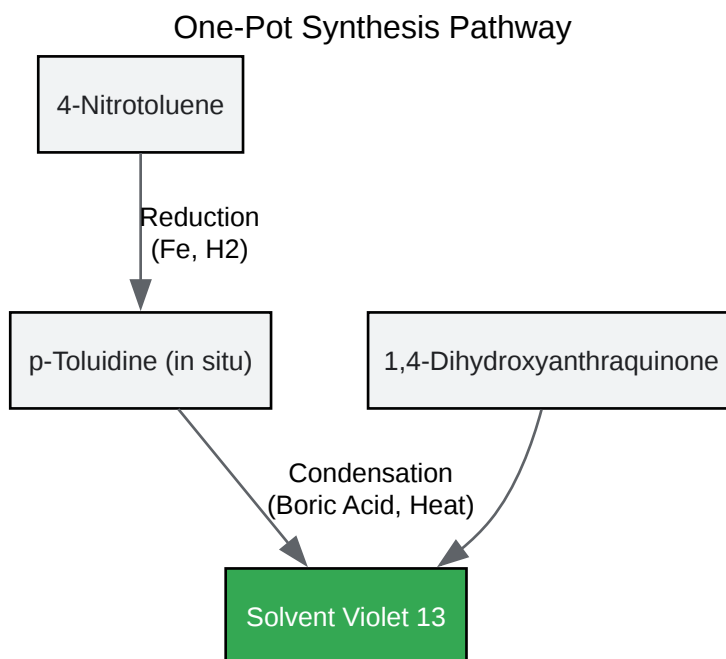 One-Pot Synthesis Pathway
4-Nitrotoluene
Reduction
(Fe, H2)
p-Toluidine (in situ)
1,4-Dihydroxyanthraquinone
Condensation
(Boric Acid, Heat)
Solvent Violet 13